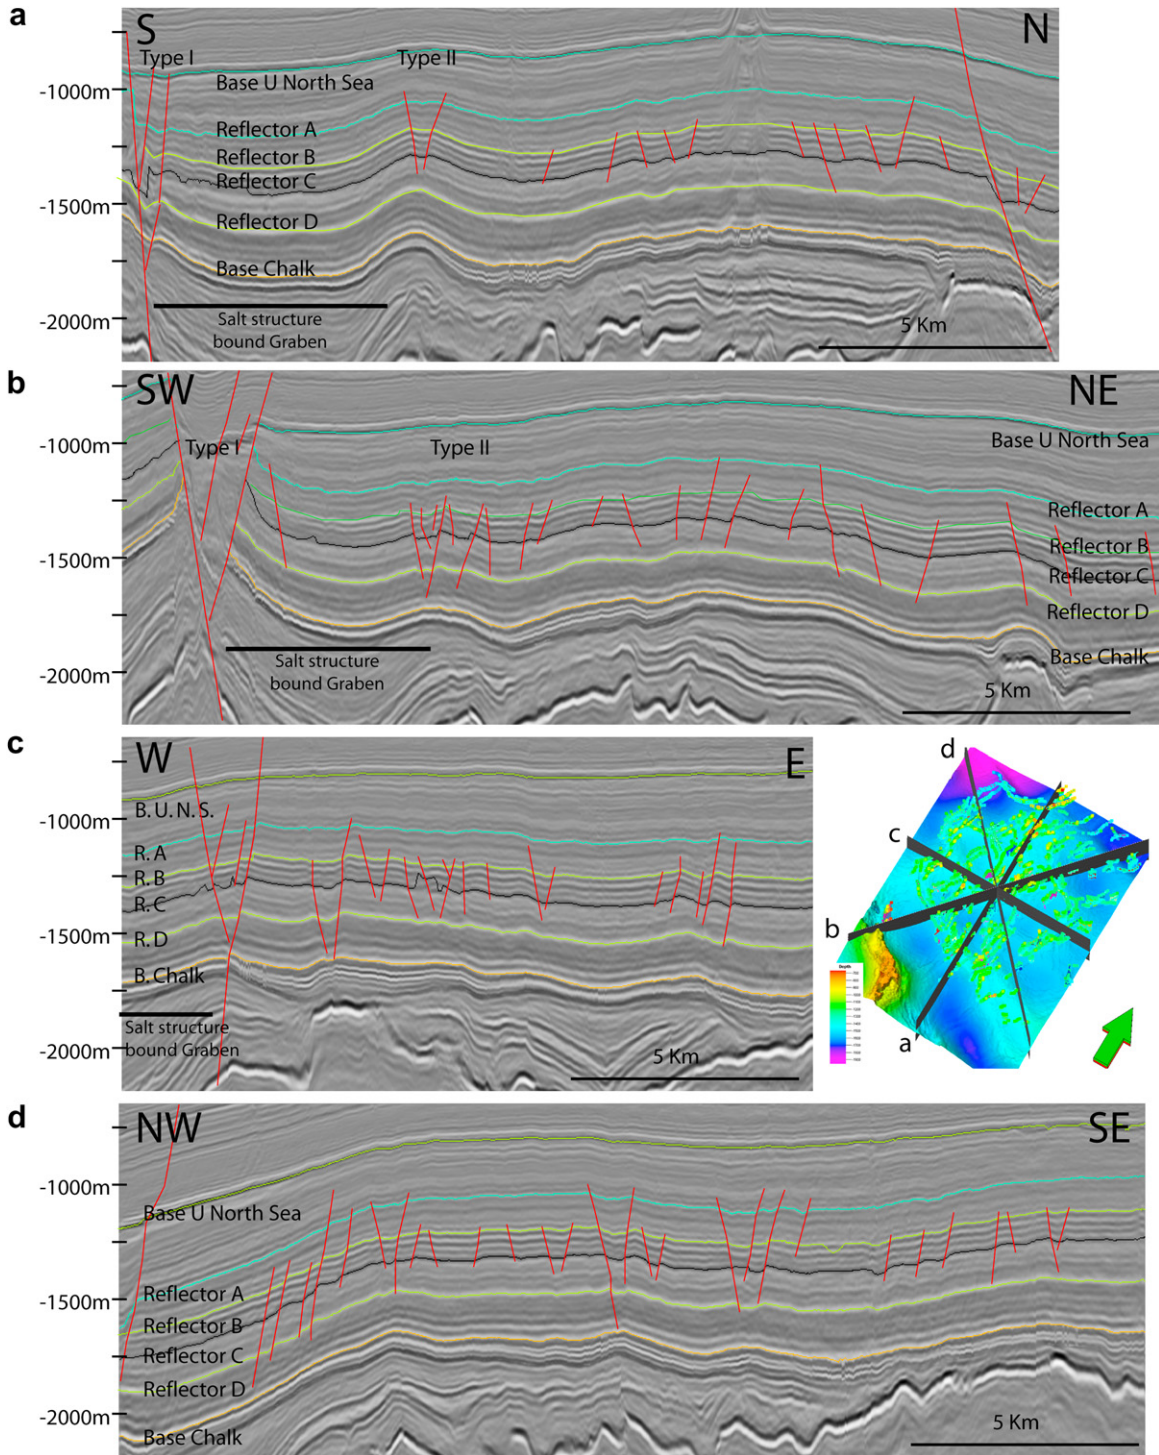 a
S
N
Type I
Type II
Base U North Sea
-1000m
Reflector A
Reflector B
Reflector C
-1500m
Reflector D
Base Chalk
-2000m
Salt structure
bound Graben
5 Km
b
SW
NE
-1000m
Type I
Type II
Base U North Sea
Reflector A
-1500m
Reflector B
Reflector C
Reflector D
Salt structure
bound Graben
Base Chalk
-2000m
5 Km
c
W
E
B.U.N.S.
-1000m
R. A
R. B
R. C
-1500m
R. D
B. Chalk
Salt structure
bound Graben
-2000m
5 Km
d
c
b
a
Depth
d
NW
SE
-1000m
Base U North Sea
Reflector A
-1500m
Reflector B
Reflector C
Reflector D
-2000m
Base Chalk
5 Km